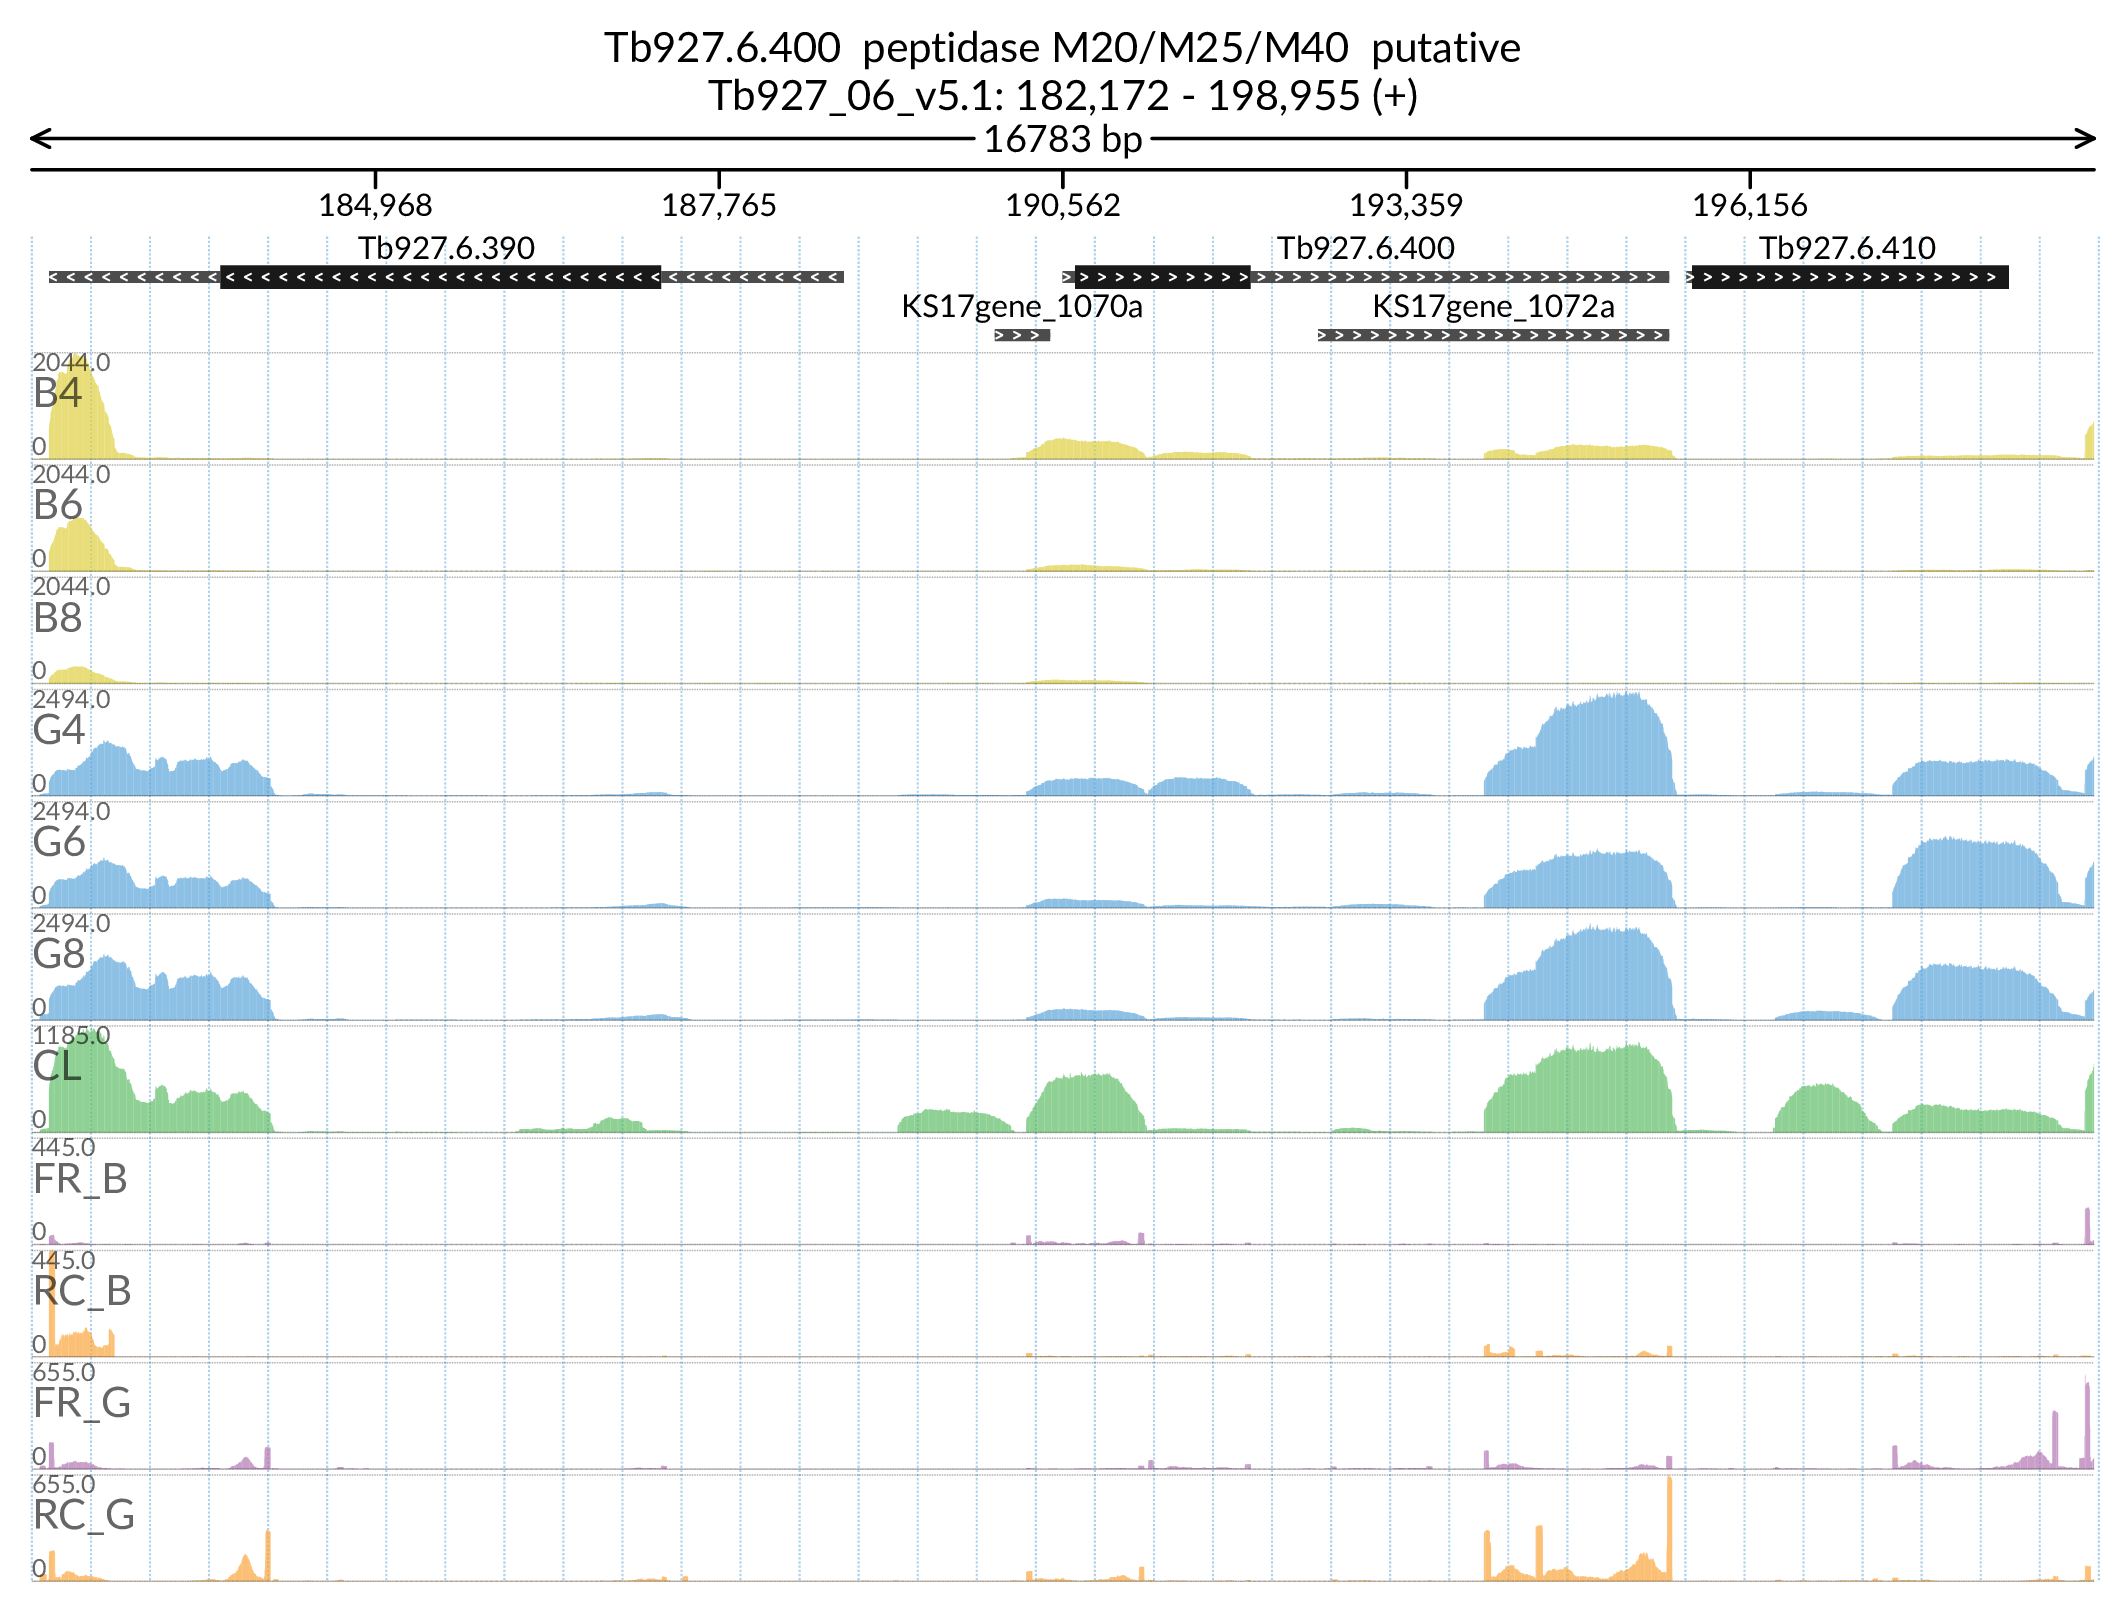 Tb927.6.400  peptidase M20/M25/M40  putative
Tb927_06_v5.1: 182,172 - 198,955 (+)
16783 bp
184,968 187,765 190,562 193,359 196,156
Tb927.6.390 Tb927.6.400 Tb927.6.410
KS17gene_1070a KS17gene_1072a
2044.0
B4
0
2044.0
B6
0
2044.0
B8
0
2494.0
G4
0
2494.0
G6
0
2494.0
G8
0
1185.0
CL
0
445.0
FR_B
0
445.0
RC_B
0
655.0
FR_G
0
655.0
RC_G
0